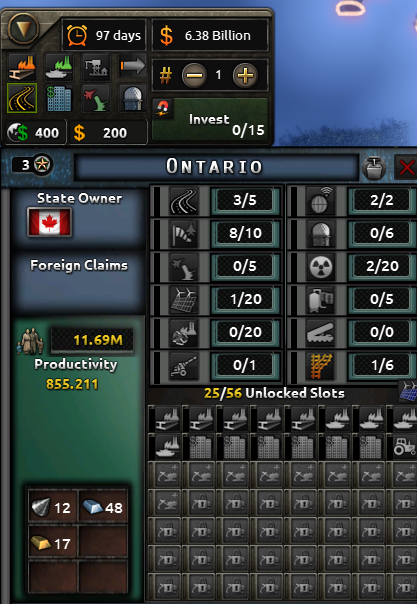 97 days
$ 6.38 Billion
# 1
Invest
0/15
$ 400
$ 200
3
ONTARIO
State Owner
Foreign Claims
3/5
2/2
8/10
0/6
0/5
2/20
1/20
0/5
0/20
0/0
0/1
1/6
11.69M
Productivity
855.211
25/56 Unlocked Slots
12
48
17